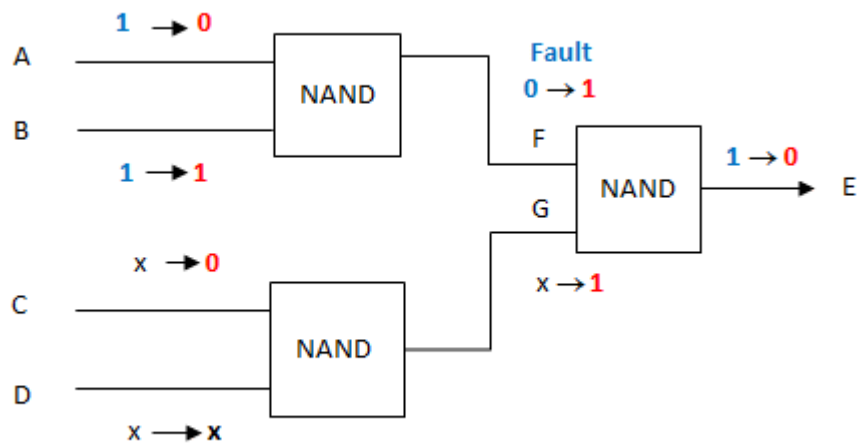 1 → 0
A
NAND
Fault
0 → 1
B
F
1 → 1
NAND
1 → 0
E
G
x → 0
x → 1
C
NAND
D
x → x